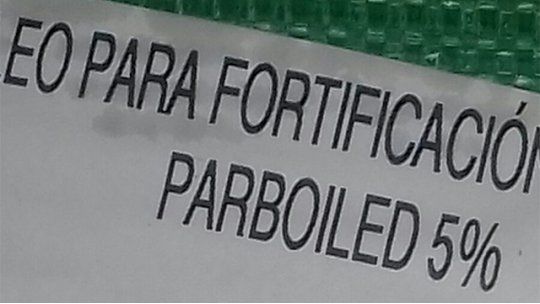 EO PARA FORTIFICACIÓN
PARBOILED 5%